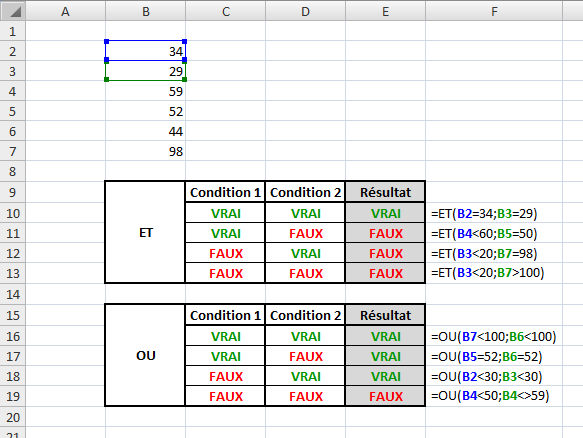 A B C D E F
1
2 34
3 29
4 59
5 52
6 44
7 98
8
9 Condition 1 Condition 2 Résultat
10 VRAI VRAI VRAI =ET(B2=34;B3=29)
11 ET VRAI FAUX FAUX =ET(B4<60;B5=50)
12 FAUX VRAI FAUX =ET(B3<20;B7=98)
13 FAUX FAUX FAUX =ET(B3<20;B7>100)
14
15 Condition 1 Condition 2 Résultat
16 VRAI VRAI VRAI =OU(B7<100;B6<100)
17 OU VRAI FAUX VRAI =OU(B5=52;B6=52)
18 FAUX VRAI VRAI =OU(B2<30;B3<30)
19 FAUX FAUX FAUX =OU(B4<50;B4<>59)
20
21